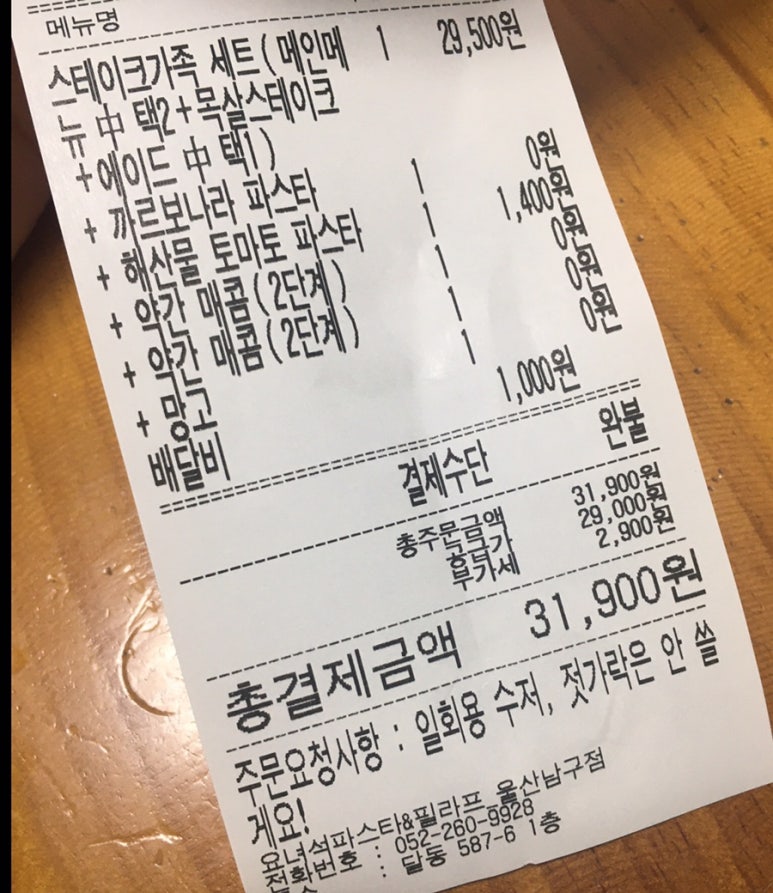 메뉴명
스테이크가족 세트(메인메 1 29,500원
뉴 中 택2+목살스테이크
+에이드 中 택1)
+ 까르보나라 파스타 1 0원
+ 해산물 토마토 파스타 1 1,400원
+ 약간 매콤(2단계) 1 0원
+ 약간 매콤(2단계) 1 0원
+ 망고 1 0원
배달비 1,000원
결제수단 완불
총주문금액 31,900원
29,000원
부가세 2,900원
총결제금액 31,900원
주문요청사항 : 일회용 수저, 젓가락은 안 쓸
게요!
요녀석파스타&필라프 울산남구점
전화번호 : 052-260-9928
: 달동 587-6 1층